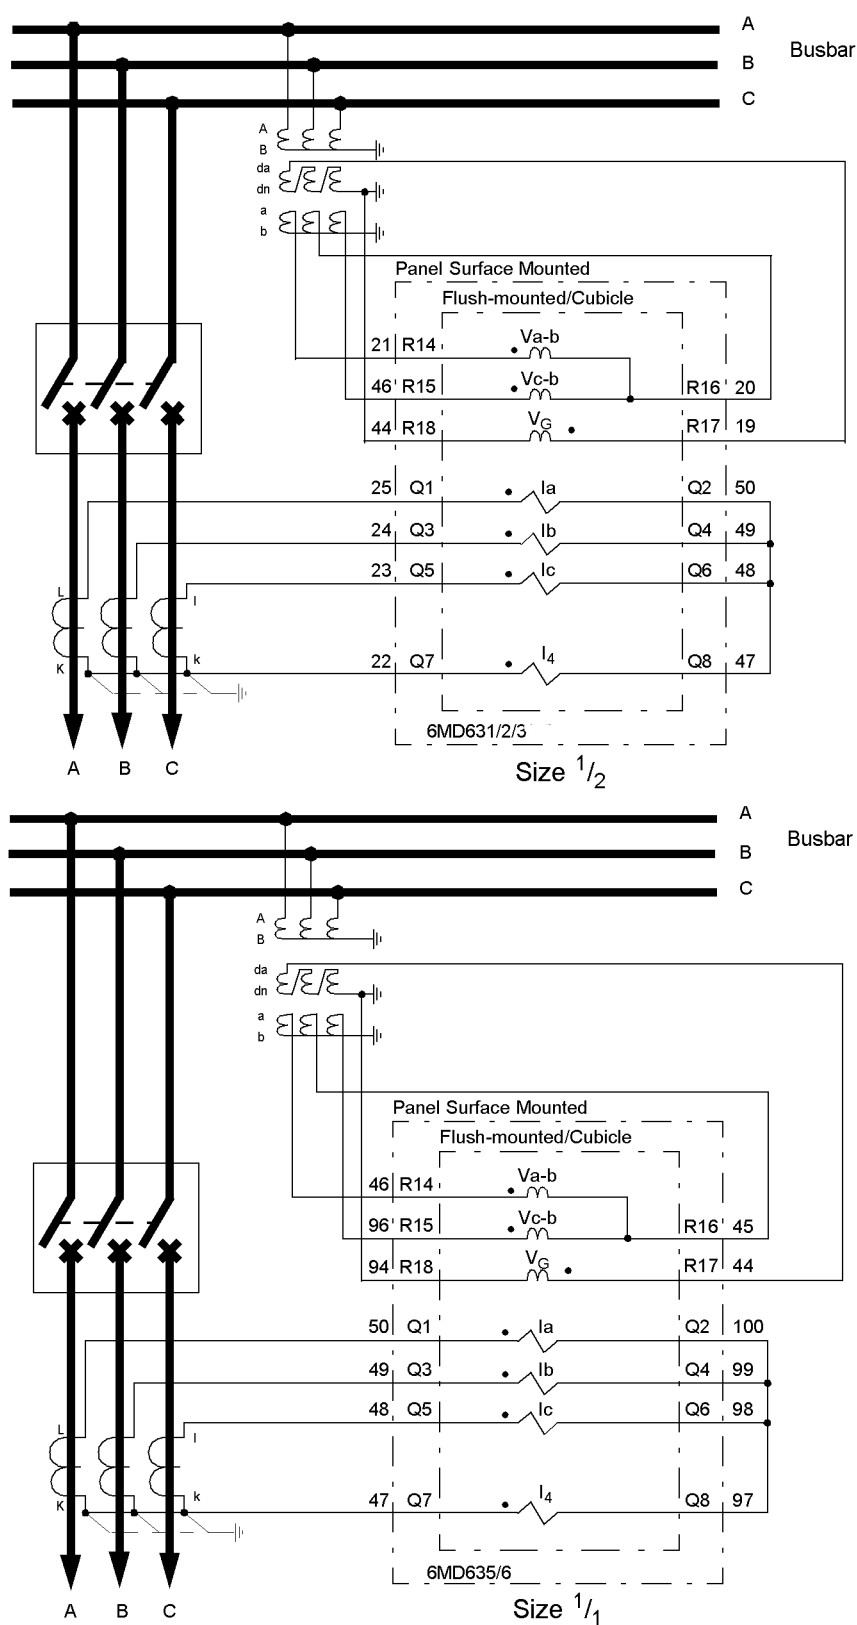 A
B Busbar
C
A
B
da
dn
a
b
Panel Surface Mounted
Flush-mounted/Cubicle
Va-b
21 R14
Vc-b
46 R15 R16 20
VG
44 R18 R17 19
25 Q1 Ia Q2 50
24 Q3 Ib Q4 49
23 Q5 Ic Q6 48
L l
K k
22 Q7 I4 Q8 47
6MD631/2/3
A B C
Size 1/2
A
B Busbar
C
A
B
da
dn
a
b
Panel Surface Mounted
Flush-mounted/Cubicle
Va-b
46 R14
Vc-b
96 R15 R16 45
VG
94 R18 R17 44
50 Q1 Ia Q2 100
49 Q3 Ib Q4 99
48 Q5 Ic Q6 98
L l
K k
47 Q7 I4 Q8 97
6MD635/6
A B C
Size 1/1